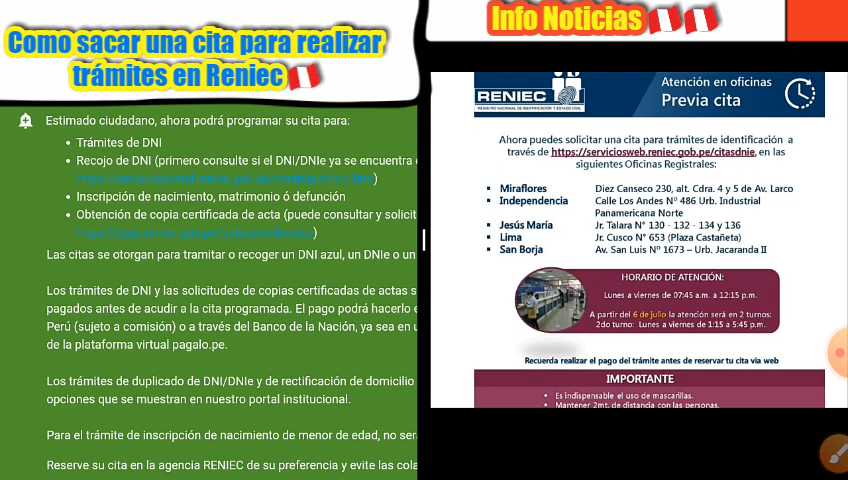 Como sacar una cita para realizar
trámites en Reniec
Estimado ciudadano, ahora podrá programar su cita para:
Trámites de DNI
Recojo de DNI (primero consulte si el DNI/DNIe ya se encuentra
Inscripción de nacimiento, matrimonio ó defunción
Obtención de copia certificada de acta (puede consultar y solicit
Las citas se otorgan para tramitar o recoger un DNI azul, un DNIe o un
Los trámites de DNI y las solicitudes de copias certificadas de actas s
pagados antes de acudir a la cita programada. El pago podrá hacerlo e
Perú (sujeto a comisión) o a través del Banco de la Nación, ya sea en
de la plataforma virtual pagalo.pe.
Los trámites de duplicado de DNI/DNIe y de rectificación de domicilio
opciones que se muestran en nuestro portal institucional.
Para el trámite de inscripción de nacimiento de menor de edad, no ser
Reserve su cita en la agencia RENIEC de su preferencia y evite las cola
Info Noticias
RENIEC
REGISTRO NACIONAL DE IDENTIFICACIÓN Y ESTADO CIVIL
Atención en oficinas
Previa cita
Ahora puedes solicitar una cita para trámites de identificación a
través de https://serviciosweb.reniec.gob.pe/citasdnie, en las
siguientes Oficinas Registrales:
Miraflores Diez Canseco 230, alt. Cdra. 4 y 5 de Av. Larco
Independencia Calle Los Andes N° 486 Urb. Industrial
Panamericana Norte
Jesús María Jr. Talara N° 130 - 132 - 134 y 136
Lima Jr. Cusco N° 653 (Plaza Castañeta)
San Borja Av. San Luis N° 1673 – Urb. Jacaranda II
HORARIO DE ATENCIÓN:
Lunes a viernes de 07:45 a.m. a 12:15 p.m.
A partir del 6 de julio la atención será en 2 turnos:
2do turno: Lunes a viernes de 1:15 a 5:45 p.m.
Recuerda realizar el pago del trámite antes de reservar tu cita via web
IMPORTANTE
Es indispensable el uso de mascarillas.
Mantener 2mt. de distancia con las personas.